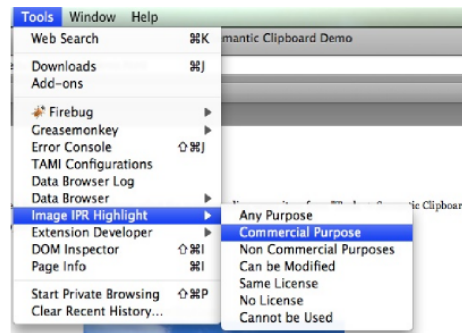 Tools Window Help
Web Search ⌘K
mantic Clipboard Demo
Downloads ⌘J
Add-ons
Firebug
Greasemonkey
Error Console ⇧⌘J
TAMI Configurations
Data Browser Log
Data Browser
Image IPR Highlight
Extension Developer
DOM Inspector ⇧⌘I
Page Info ⌘I
Start Private Browsing ⇧⌘P
Clear Recent History...
Clipboar
Any Purpose
Commercial Purpose
Non Commercial Purposes
Can be Modified
Same License
No License
Cannot be Used